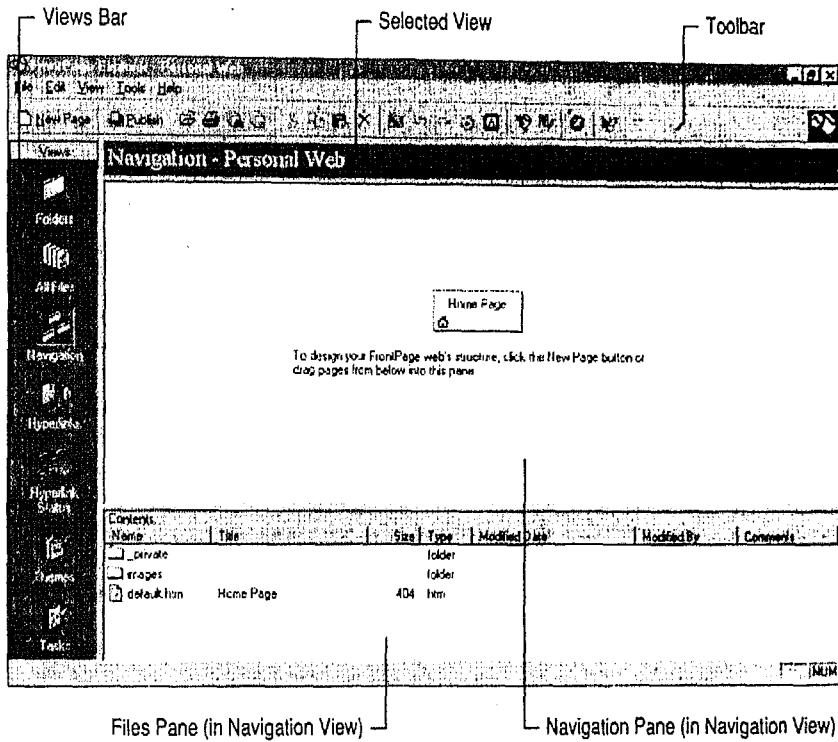 Views Bar
Selected View
Toolbar
File Edit View Tools Help
New Page Publish
Views
Navigation - Personal Web
Folders
All Files
Navigation
Hyperlinks
Hyperlink
Status
Themes
Tasks
Home Page
To design your FrontPage web's structure, click the New Page button or
drag pages from below into this pane
Contents
Name Title Size Type Modified Date Modified By Comments
_private folder
images folder
default.htm Home Page 404 htm
NUM
Files Pane (in Navigation View)
Navigation Pane (in Navigation View)